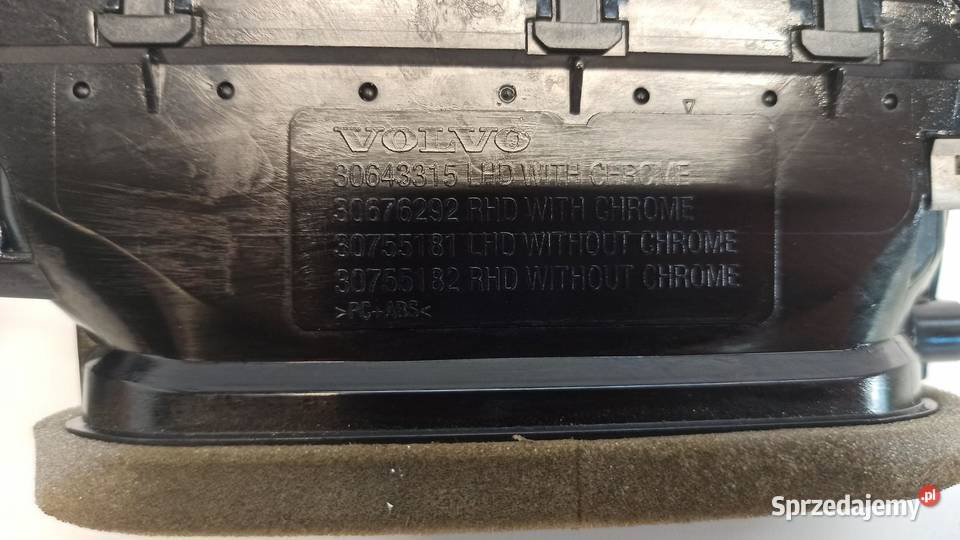 VOLVO
30643315 LHD WITH CHROME
30676292 RHD WITH CHROME
30755181 LHD WITHOUT CHROME
30755182 RHD WITHOUT CHROME
>PC+ABS<
Sprzedajemy.pl